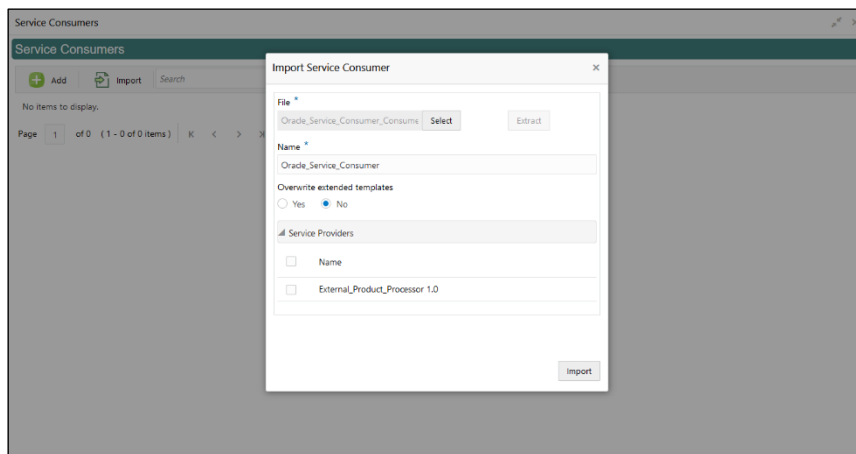 Service Consumers
Service Consumers
Add Import Search
No items to display.
Page 1 of 0 (1 - 0 of 0 items)
Import Service Consumer
File *
Oracle_Service_Consumer_Consume Select Extract
Name *
Oracle_Service_Consumer
Overwrite extended templates
Yes No
Service Providers
Name
External_Product_Processor 1.0
Import